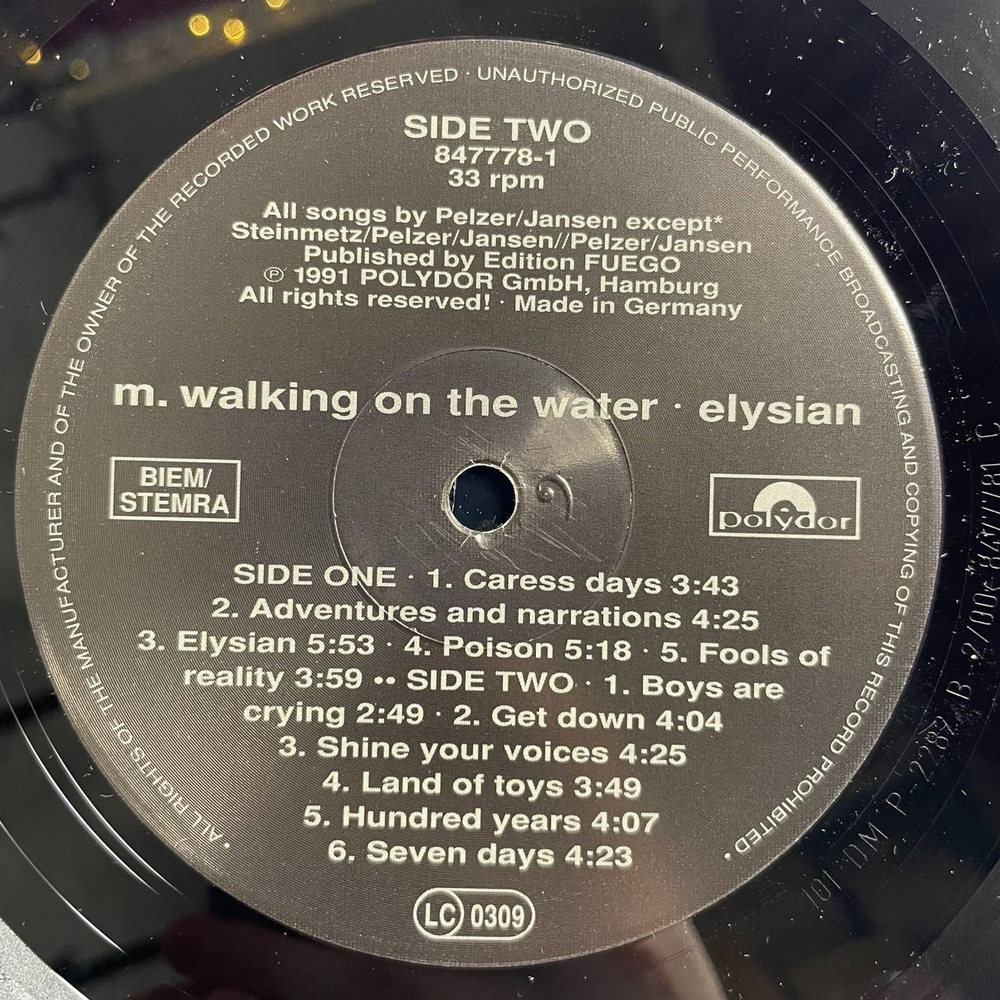 ALL RIGHTS OF THE MANUFACTURER AND OF THE OWNER OF THE RECORDED WORK RESERVED · UNAUTHORIZED PUBLIC PERFORMANCE BROADCASTING AND COPYING OF THIS RECORD PROHIBITED
SIDE TWO
847778-1
33 rpm
All songs by Pelzer/Jansen except*
Steinmetz/Pelzer/Jansen//Pelzer/Jansen
Published by Edition FUEGO
℗ 1991 POLYDOR GmbH, Hamburg
All rights reserved! · Made in Germany
m. walking on the water · elysian
BIEM/
STEMRA
polydor
SIDE ONE · 1. Caress days 3:43
2. Adventures and narrations 4:25
3. Elysian 5:53 · 4. Poison 5:18 · 5. Fools of
reality 3:59 •• SIDE TWO · 1. Boys are
crying 2:49 · 2. Get down 4:04
3. Shine your voices 4:25
4. Land of toys 3:49
5. Hundred years 4:07
6. Seven days 4:23
LC 0309